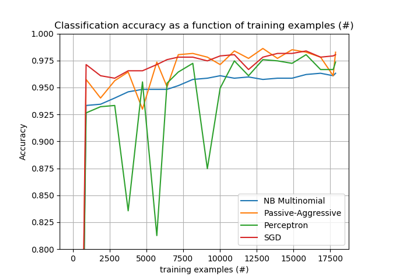 Classification accuracy as a function of training examples (#)
1.000
0.975
0.950
0.925
0.900
0.875
0.850
0.825
0.800
Accuracy
NB Multinomial
Passive-Aggressive
Perceptron
SGD
0 2500 5000 7500 10000 12500 15000 17500
training examples (#)